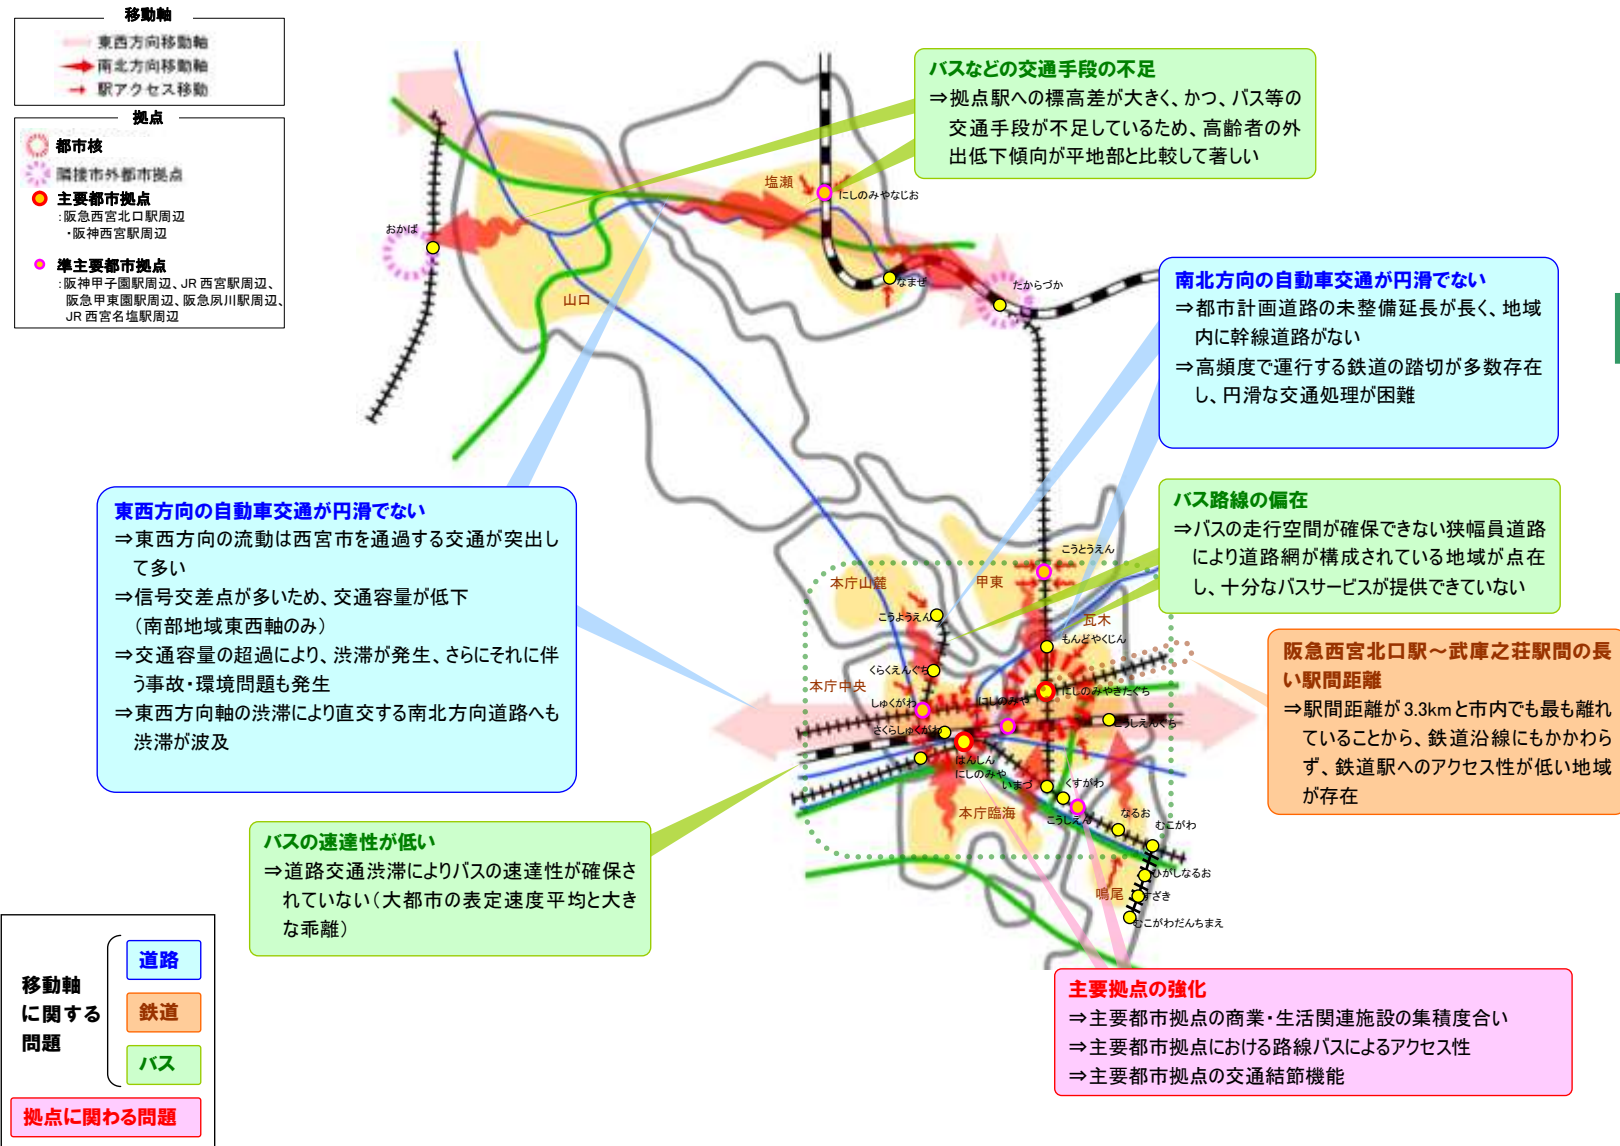 移動軸
東西方向移動軸
南北方向移動軸
駅アクセス移動
拠点
都市核
隣接市外都市拠点
主要都市拠点
:阪急西宮北口駅周辺
・阪神西宮駅周辺
準主要都市拠点
:阪神甲子園駅周辺、JR 西宮駅周辺、
阪急甲東園駅周辺、阪急夙川駅周辺、
JR 西宮名塩駅周辺
バスなどの交通手段の不足
⇒拠点駅への標高差が大きく、かつ、バス等の
交通手段が不足しているため、高齢者の外
出低下傾向が平地部と比較して著しい
塩瀬
にしのみやなじお
おかば
山口
なまぜ
たからづか
南北方向の自動車交通が円滑でない
⇒都市計画道路の未整備延長が長く、地域
内に幹線道路がない
⇒高頻度で運行する鉄道の踏切が多数存在
し、円滑な交通処理が困難
東西方向の自動車交通が円滑でない
⇒東西方向の流動は西宮市を通過する交通が突出し
て多い
⇒信号交差点が多いため、交通容量が低下
（南部地域東西軸のみ）
⇒交通容量の超過により、渋滞が発生、さらにそれに伴
う事故・環境問題も発生
⇒東西方向軸の渋滞により直交する南北方向道路へも
渋滞が波及
バス路線の偏在
⇒バスの走行空間が確保できない狭幅員道路
により道路網が構成されている地域が点在
し、十分なバスサービスが提供できていない
こうとうえん
本庁山麓
甲東
こうようえん
瓦木
もんどやくじん
くらくえんぐち
本庁中央
にしのみやきたぐち
しゅくがわ
にしのみや
こうしえんぐち
さくらしゅくがわ
はんしん
にしのみや
いまづ
くすがわ
本庁臨海
こうしえん
なるお
むこがわ
ひがしなるお
鳴尾
すざき
むこがわだんちまえ
阪急西宮北口駅～武庫之荘駅間の長
い駅間距離
⇒駅間距離が 3.3km と市内でも最も離れ
ていることから、鉄道沿線にもかかわら
ず、鉄道駅へのアクセス性が低い地域
が存在
バスの速達性が低い
⇒道路交通渋滞によりバスの速達性が確保さ
れていない（大都市の表定速度平均と大き
な乖離）
主要拠点の強化
⇒主要都市拠点の商業・生活関連施設の集積度合い
⇒主要都市拠点における路線バスによるアクセス性
⇒主要都市拠点の交通結節機能
移動軸
に関する
問題
道路
鉄道
バス
拠点に関わる問題